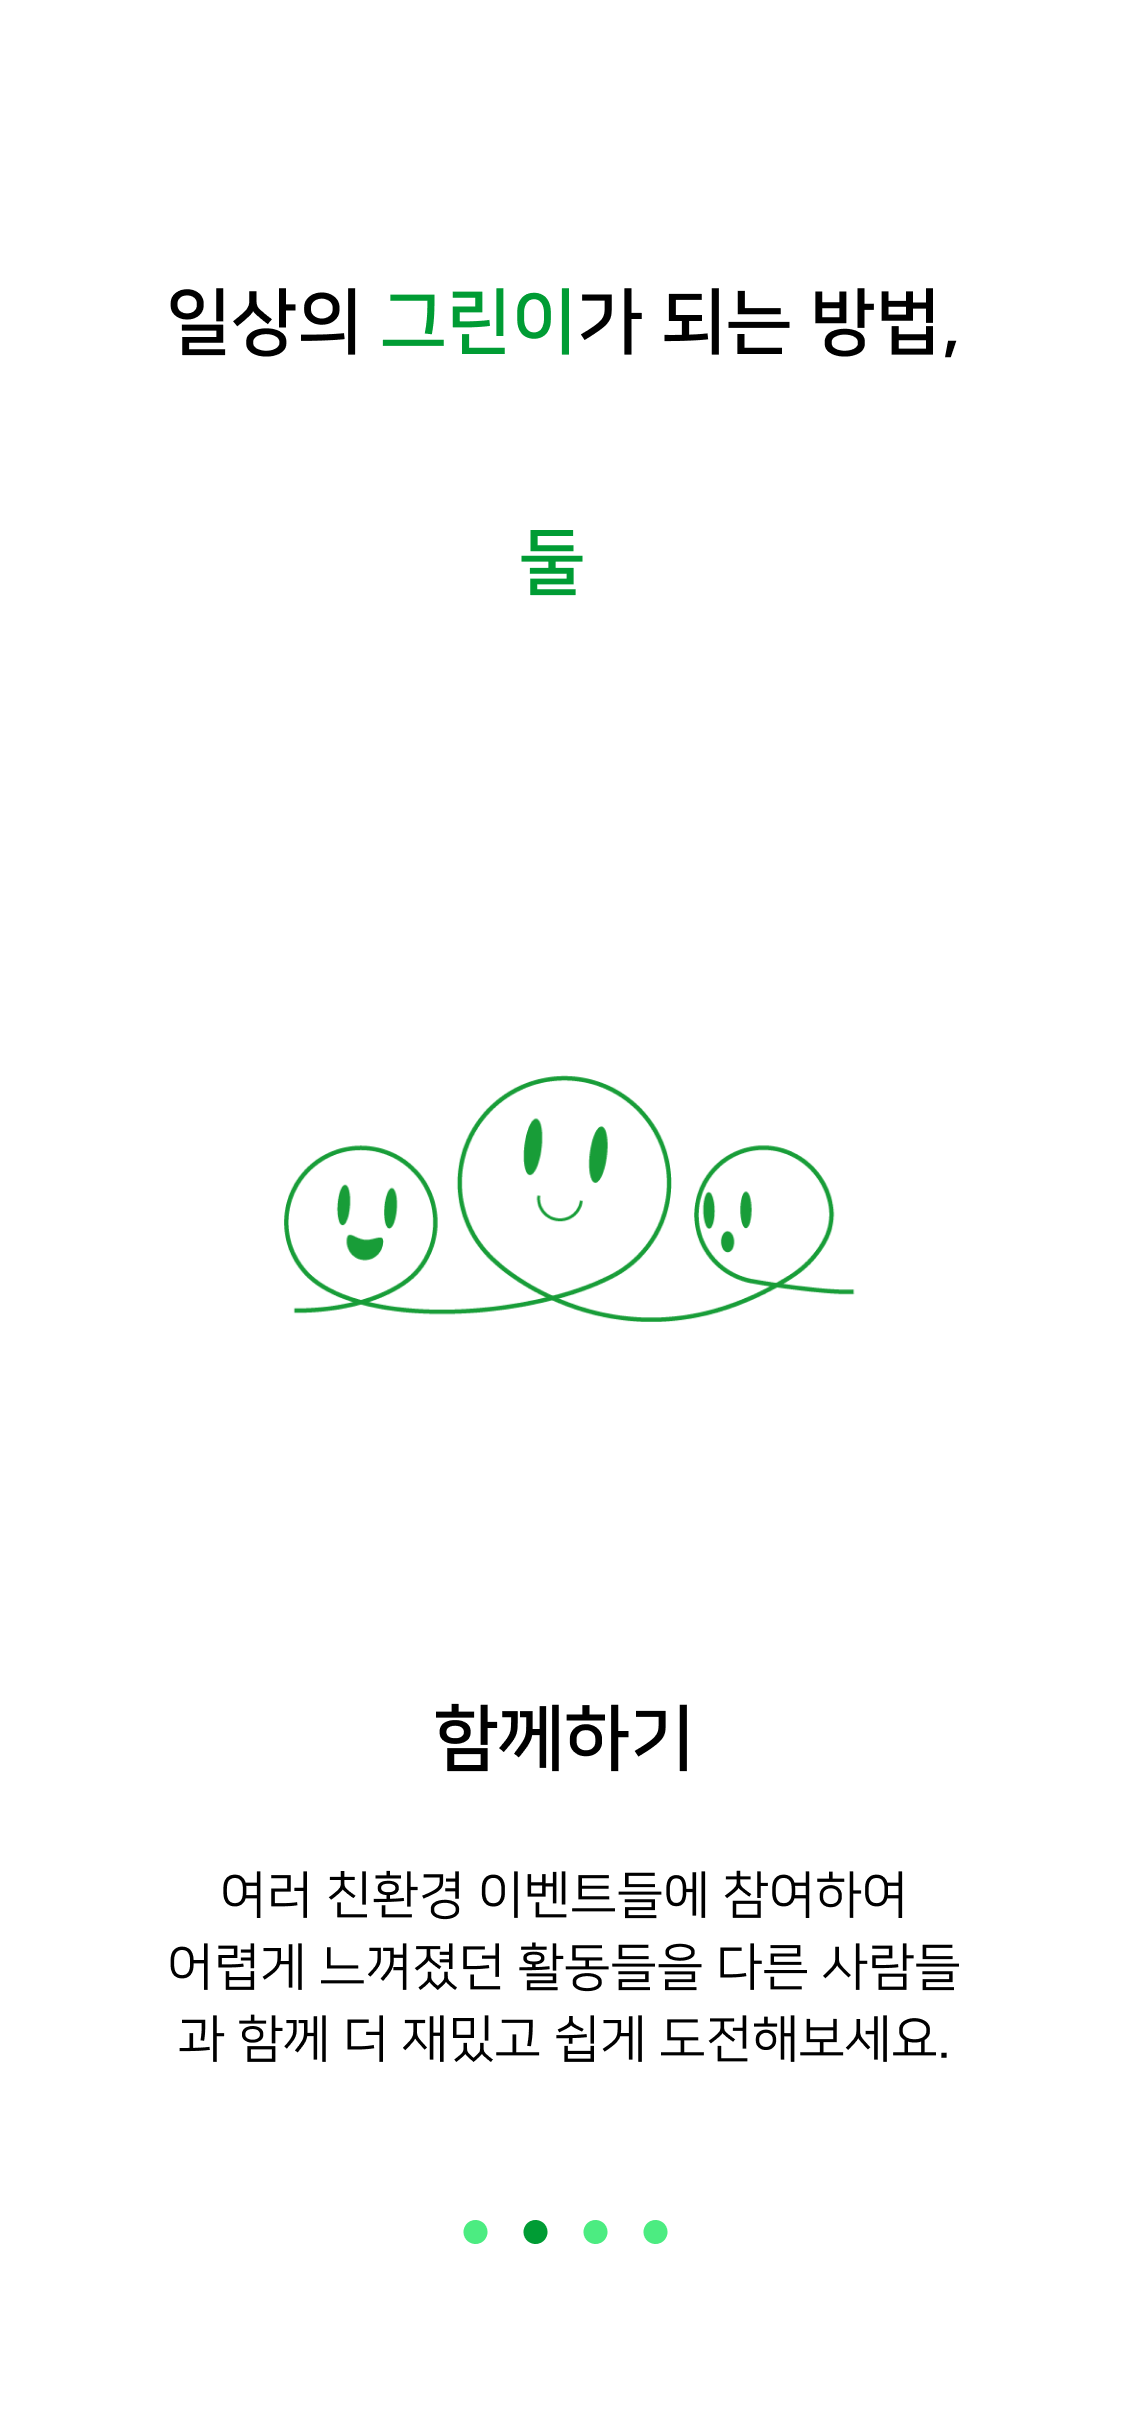 일상의 그린이가 되는 방법,
둘
함께하기
여러 친환경 이벤트들에 참여하여
어렵게 느껴졌던 활동들을 다른 사람들
과 함께 더 재밌고 쉽게 도전해보세요.